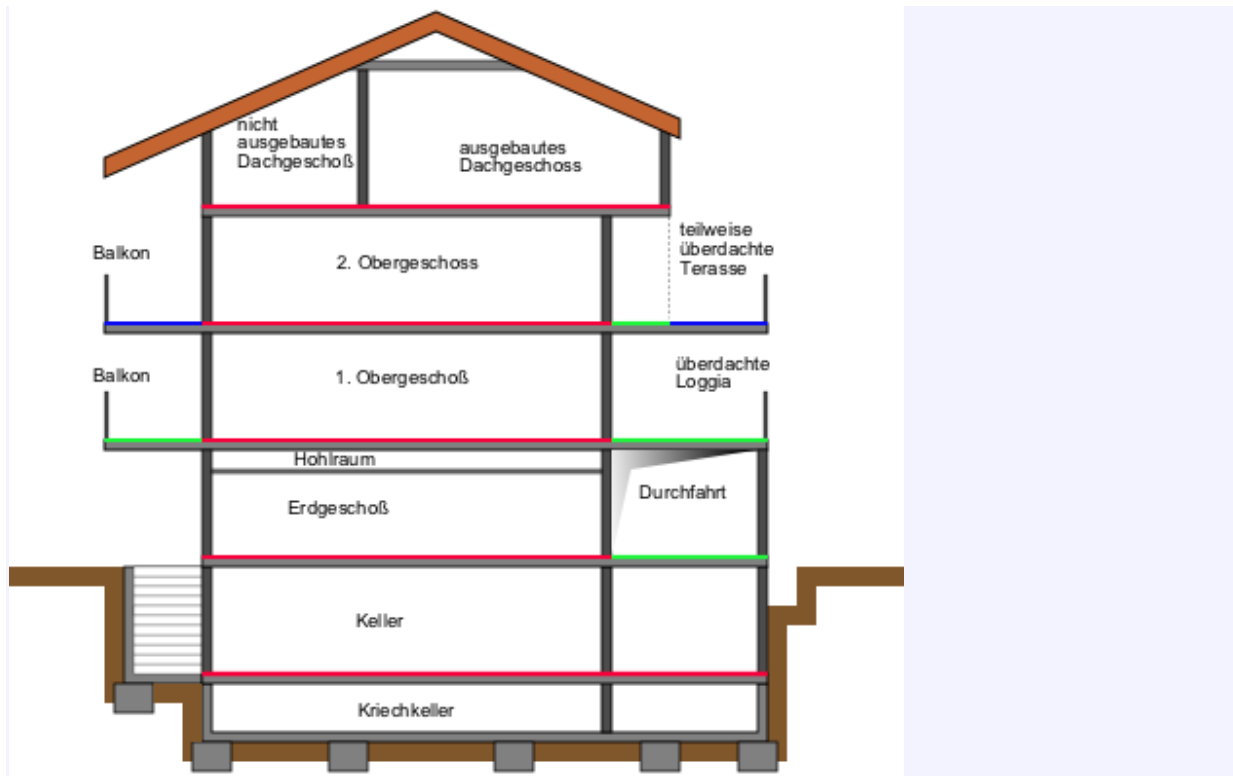 nicht
ausgebautes
Dachgeschoß
ausgebautes
Dachgeschoss
Balkon
2. Obergeschoss
teilweise
überdachte
Terasse
Balkon
1. Obergeschoß
überdachte
Loggia
Hohlraum
Erdgeschoß
Durchfahrt
Keller
Kriechkeller